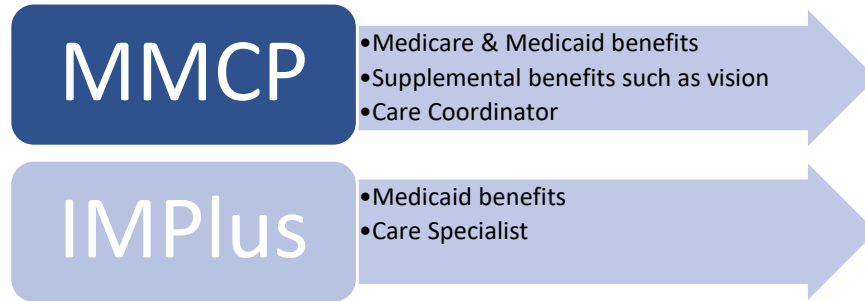 MMCP
•Medicare & Medicaid benefits
•Supplemental benefits such as vision
•Care Coordinator
IMPlus
•Medicaid benefits
•Care Specialist